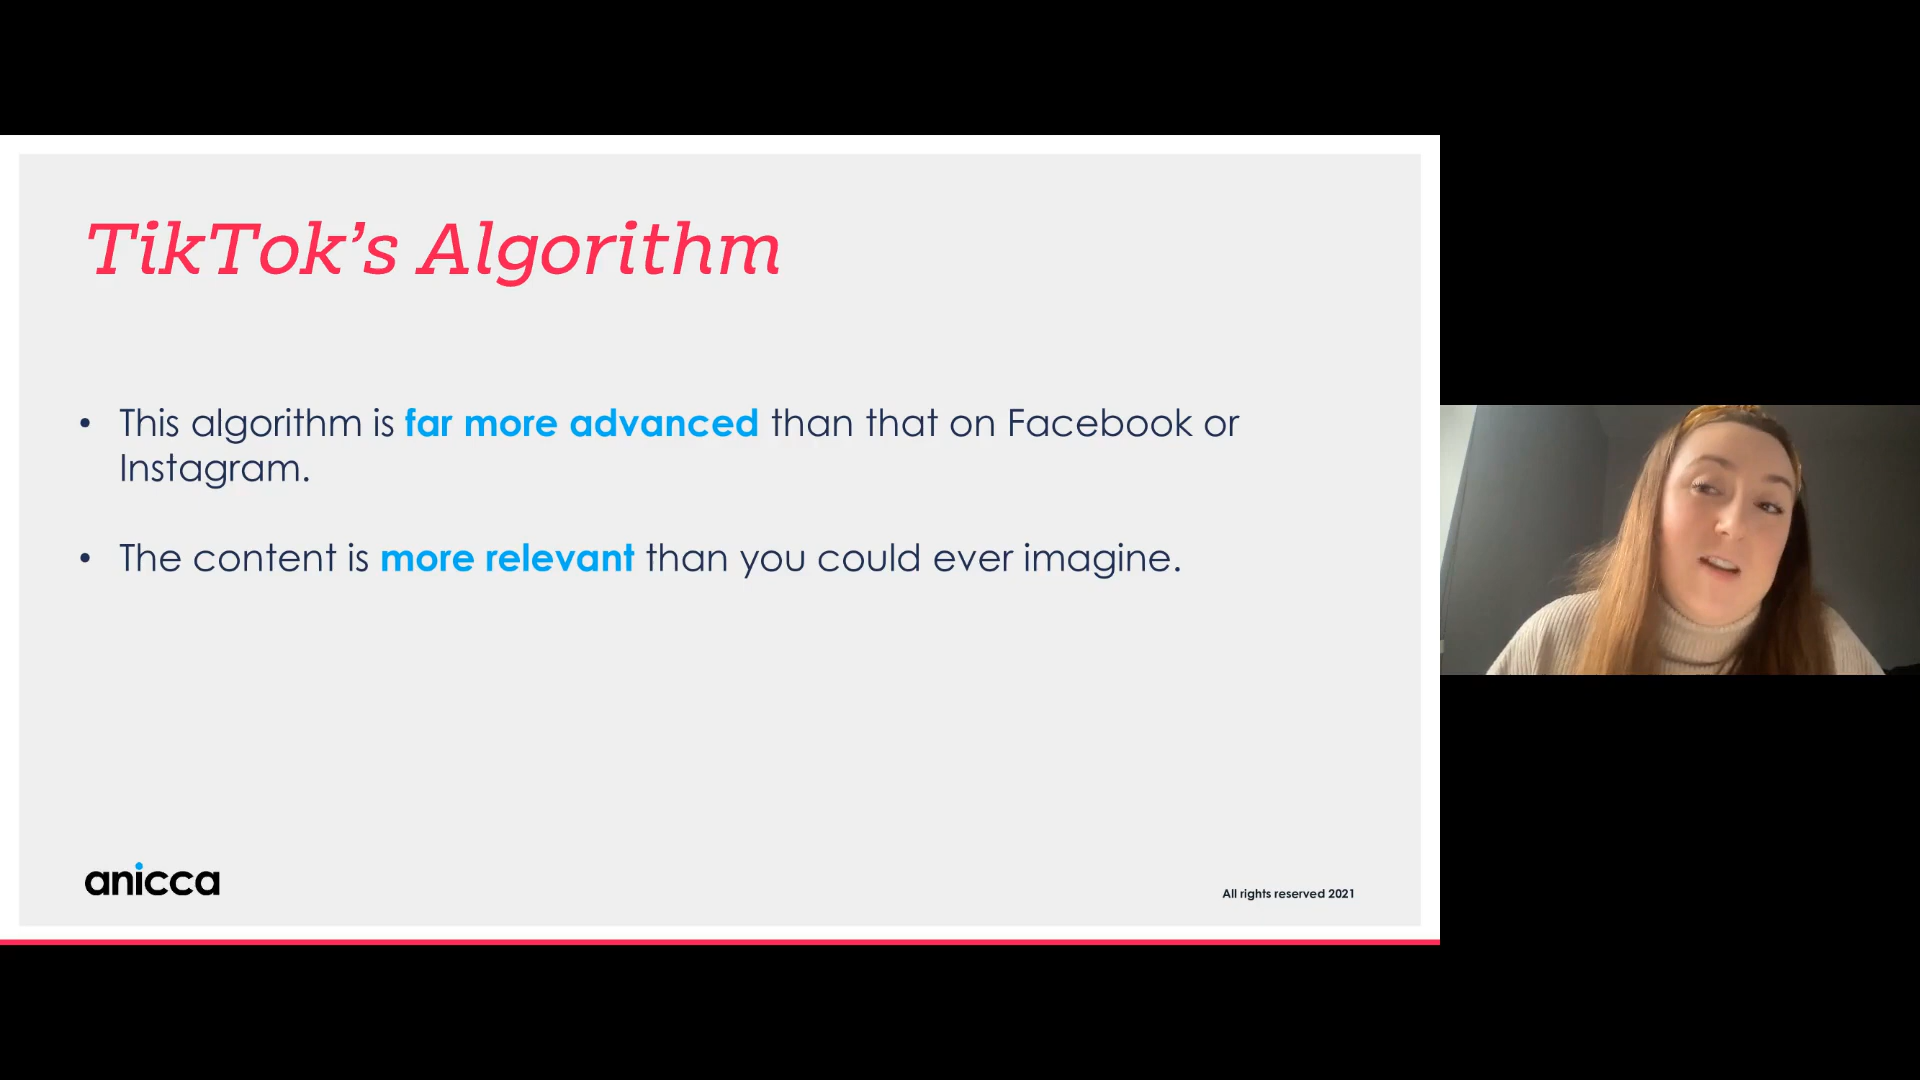 TikTok’s Algorithm
• This algorithm is far more advanced than that on Facebook or
Instagram.
• The content is more relevant than you could ever imagine.
anicca
All rights reserved 2021